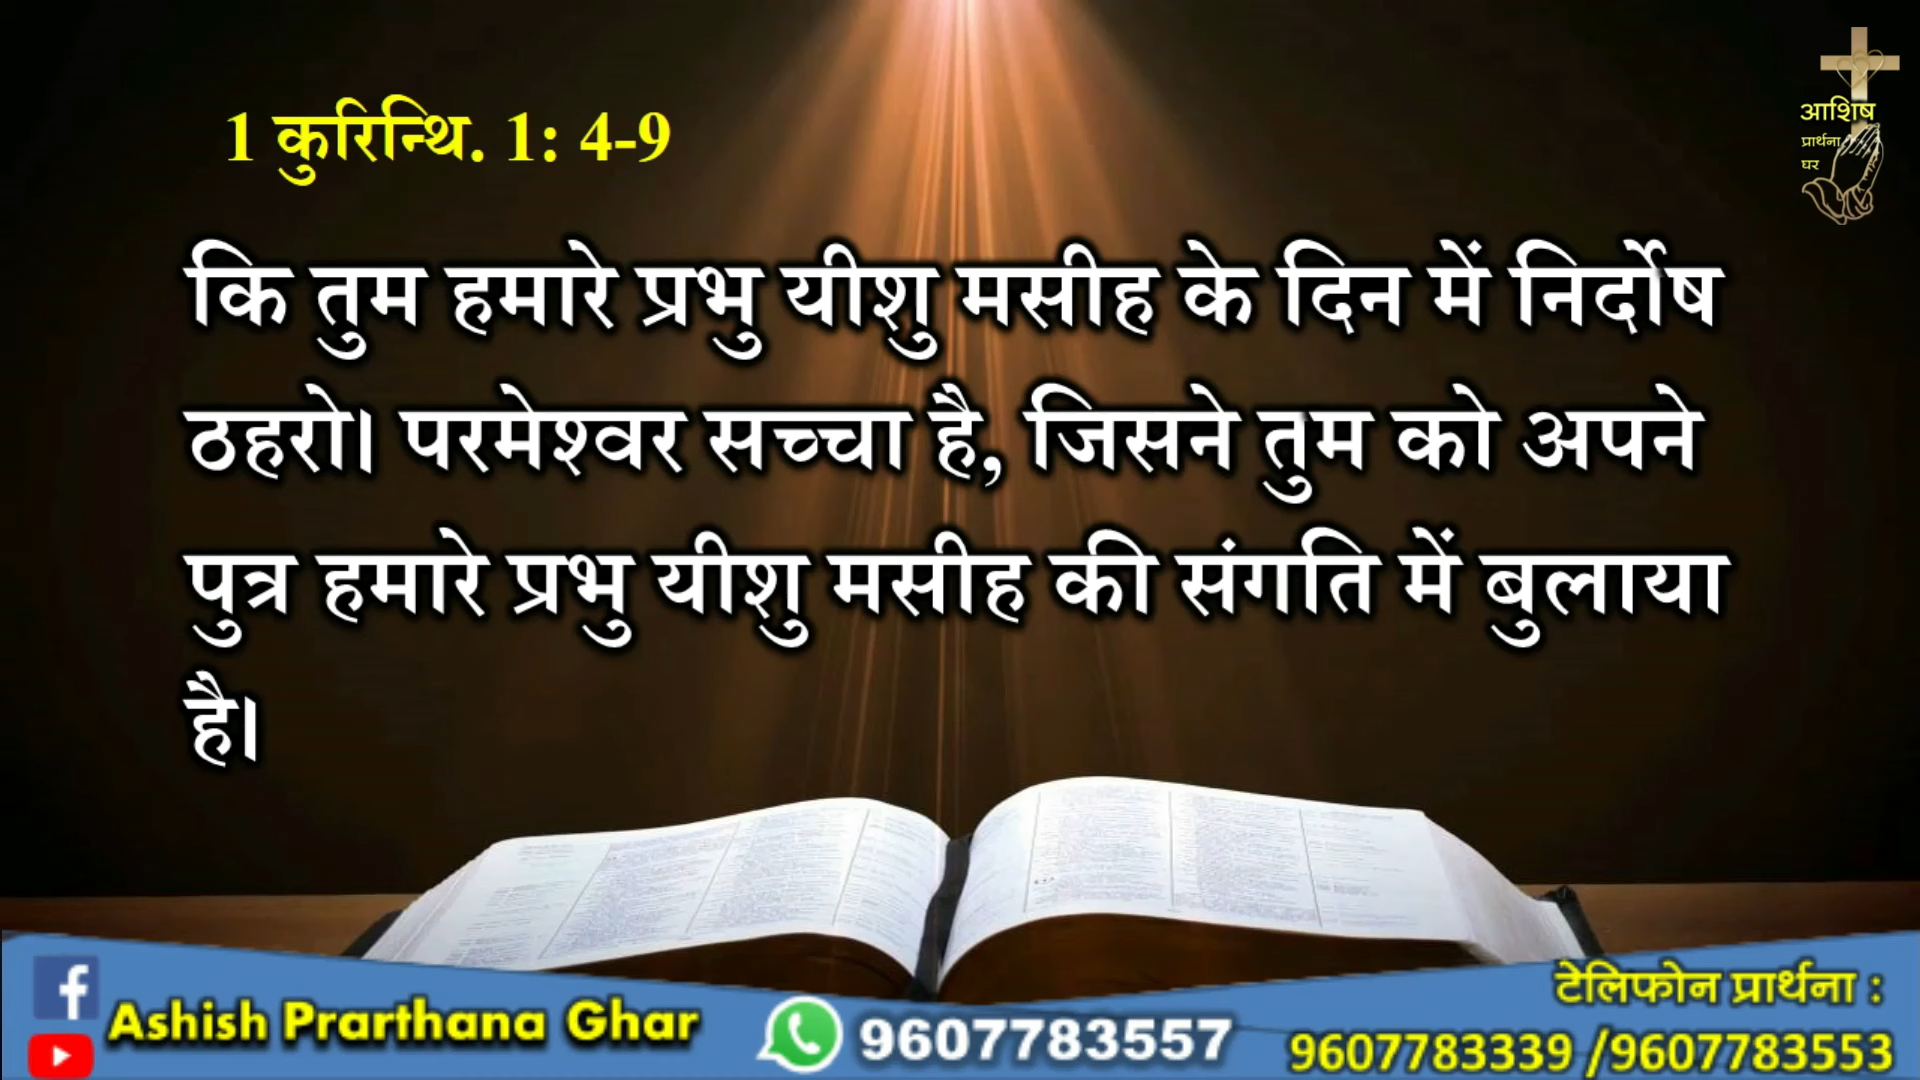 1 कुरिन्थि. 1: 4-9
आशिष
प्रार्थना
घर
कि तुम हमारे प्रभु यीशु मसीह के दिन में निर्दोष
ठहरो। परमेश्वर सच्चा है, जिसने तुम को अपने
पुत्र हमारे प्रभु यीशु मसीह की संगति में बुलाया
है।
टेलिफोन प्रार्थना :
Ashish Prarthana Ghar
9607783557
9607783339 /9607783553